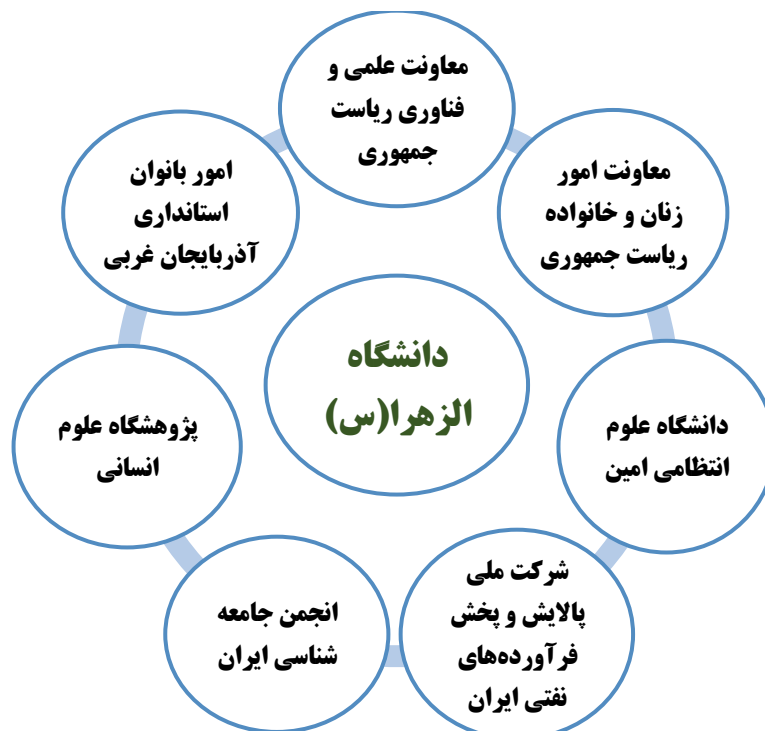 معاونت علمی و
فناوری ریاست
جمهوری
معاونت امور
زنان و خانواده
ریاست جمهوری
دانشگاه علوم
انتظامی امین
شرکت ملی
پالایش و پخش
فرآورده‌های
نفتی ایران
انجمن جامعه
شناسی ایران
پژوهشگاه علوم
انسانی
امور بانوان
استانداری
آذربایجان غربی
دانشگاه
الزهرا(س)